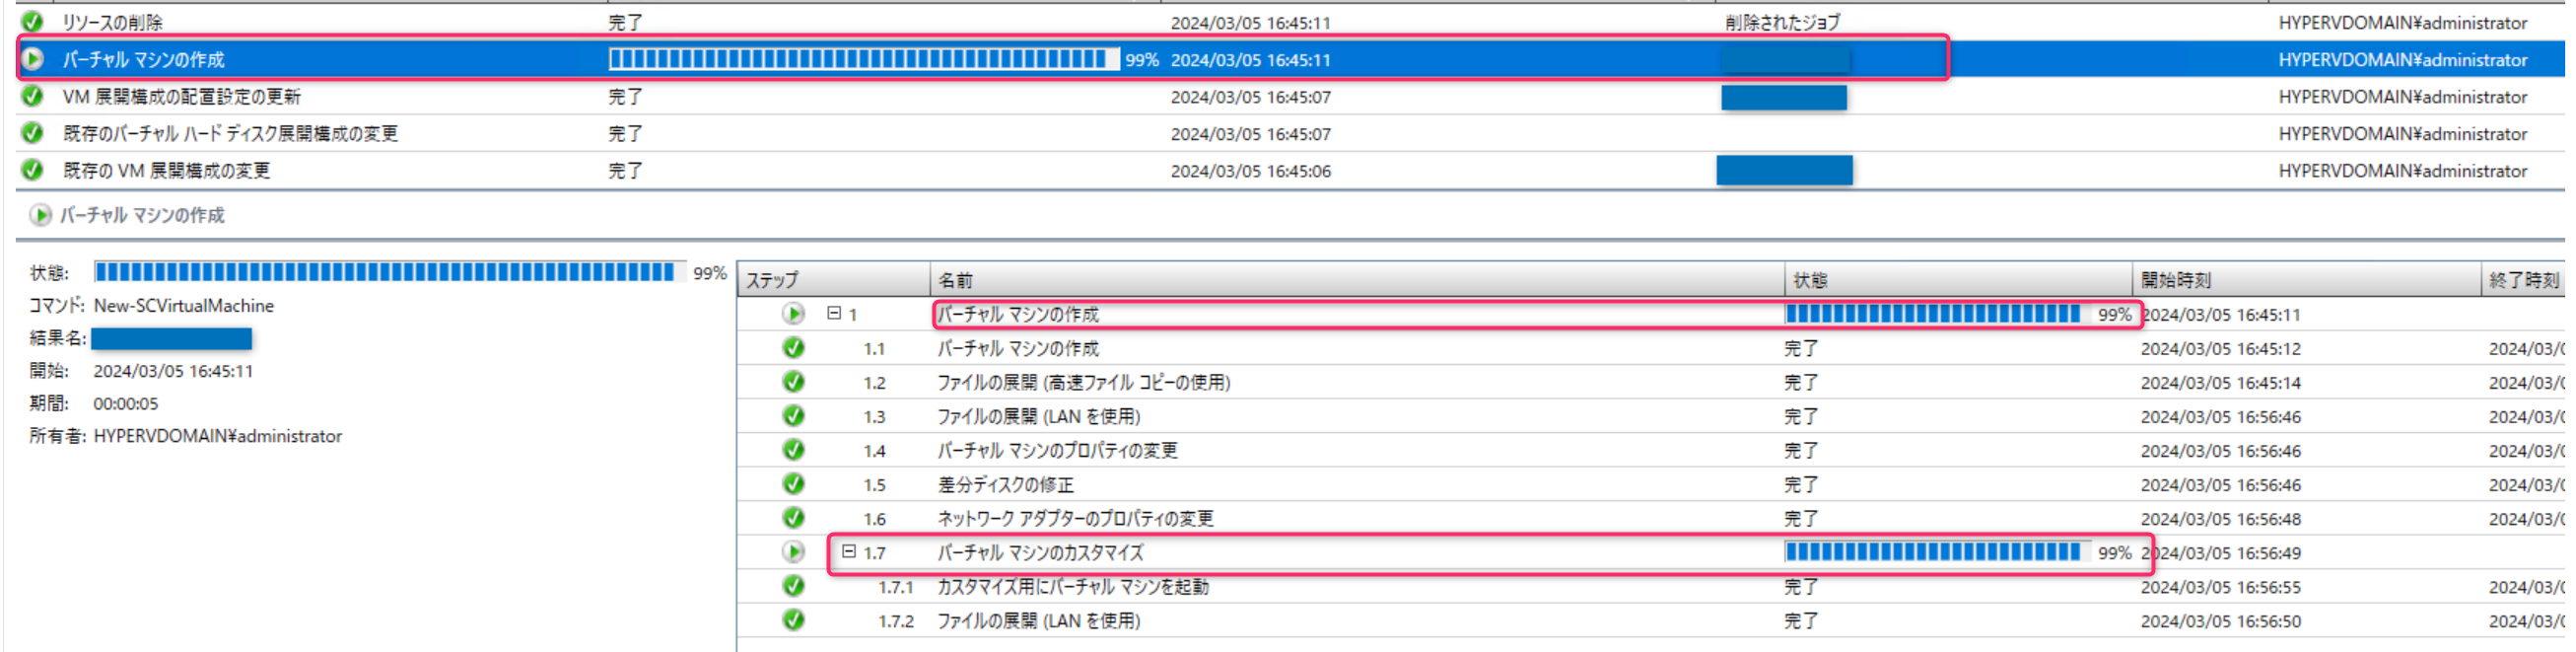 リソースの削除 完了 2024/03/05 16:45:11 削除されたジョブ HYPERVDOMAIN¥administrator
バーチャル マシンの作成 99% 2024/03/05 16:45:11 HYPERVDOMAIN¥administrator
VM 展開構成の配置設定の更新 完了 2024/03/05 16:45:07 HYPERVDOMAIN¥administrator
既存のバーチャル ハード ディスク展開構成の変更 完了 2024/03/05 16:45:07 HYPERVDOMAIN¥administrator
既存の VM 展開構成の変更 完了 2024/03/05 16:45:06 HYPERVDOMAIN¥administrator
バーチャル マシンの作成
状態: 99%
コマンド: New-SCVirtualMachine
結果名:
開始: 2024/03/05 16:45:11
期間: 00:00:05
所有者: HYPERVDOMAIN¥administrator
ステップ 名前 状態 開始時刻 終了時刻
1 バーチャル マシンの作成 99% 2024/03/05 16:45:11
1.1 バーチャル マシンの作成 完了 2024/03/05 16:45:12 2024/03/0
1.2 ファイルの展開 (高速ファイル コピーの使用) 完了 2024/03/05 16:45:14 2024/03/0
1.3 ファイルの展開 (LAN を使用) 完了 2024/03/05 16:56:46 2024/03/0
1.4 バーチャル マシンのプロパティの変更 完了 2024/03/05 16:56:46 2024/03/0
1.5 差分ディスクの修正 完了 2024/03/05 16:56:46 2024/03/0
1.6 ネットワーク アダプターのプロパティの変更 完了 2024/03/05 16:56:48 2024/03/0
1.7 バーチャル マシンのカスタマイズ 99% 2024/03/05 16:56:49
1.7.1 カスタマイズ用にバーチャル マシンを起動 完了 2024/03/05 16:56:55 2024/03/0
1.7.2 ファイルの展開 (LAN を使用) 完了 2024/03/05 16:56:50 2024/03/0